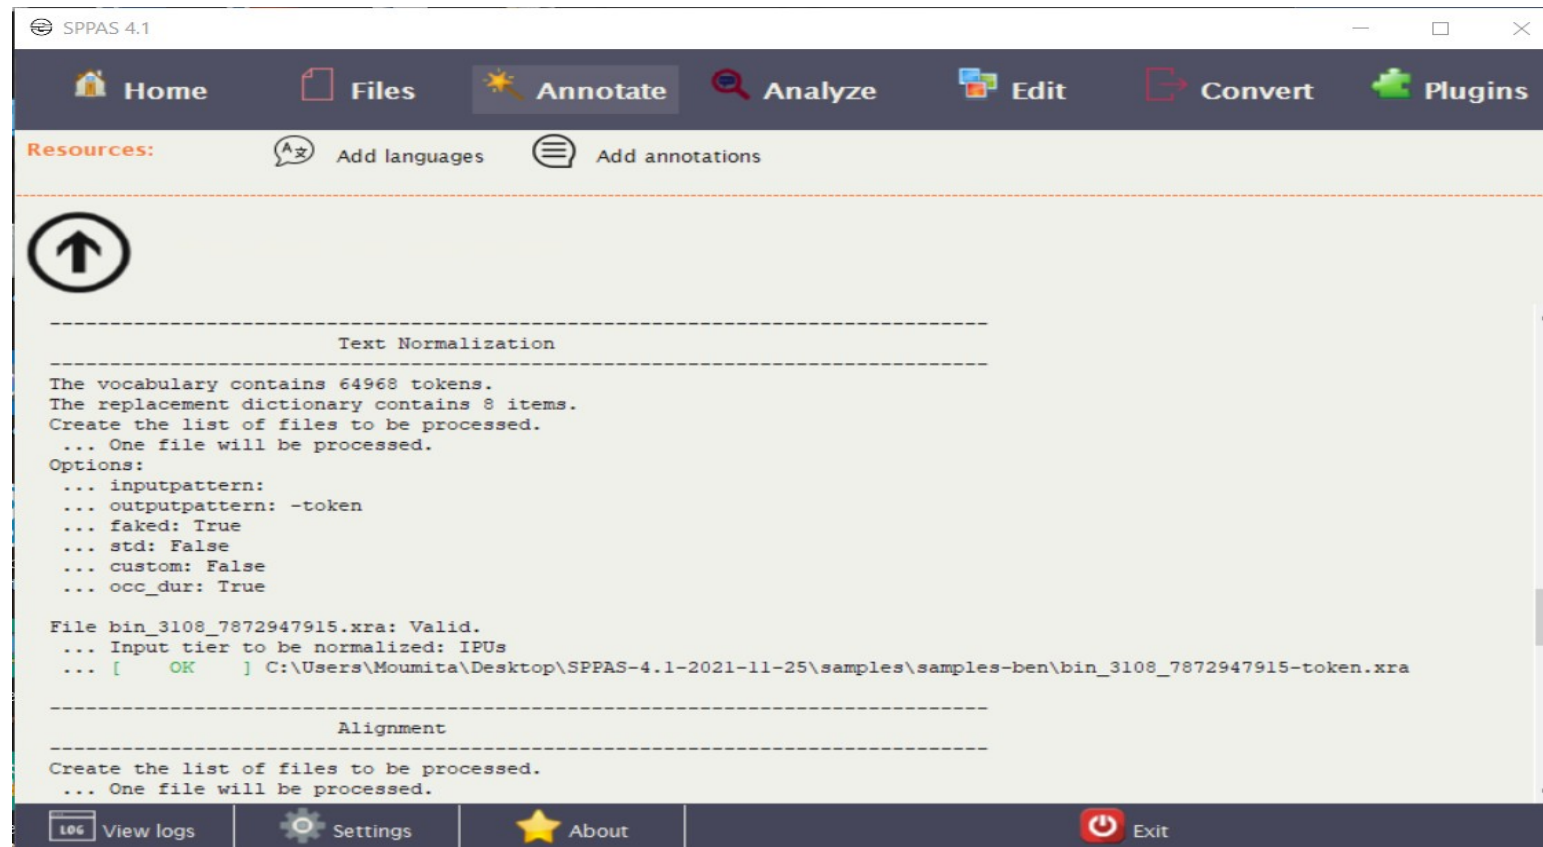 SPPAS 4.1
Home Files Annotate Analyze Edit Convert Plugins
Resources: Add languages Add annotations
--------------------------------------------------------------------------------
Text Normalization
--------------------------------------------------------------------------------
The vocabulary contains 64968 tokens.
The replacement dictionary contains 8 items.
Create the list of files to be processed.
... One file will be processed.
Options:
... inputpattern:
... outputpattern: -token
... faked: True
... std: False
... custom: False
... occ_dur: True
File bin_3108_7872947915.xra: Valid.
... Input tier to be normalized: IPUs
... [ OK ] C:\Users\Moumita\Desktop\SPPAS-4.1-2021-11-25\samples\samples-ben\bin_3108_7872947915-token.xra
--------------------------------------------------------------------------------
Alignment
--------------------------------------------------------------------------------
Create the list of files to be processed.
... One file will be processed.
LOG View logs Settings About Exit